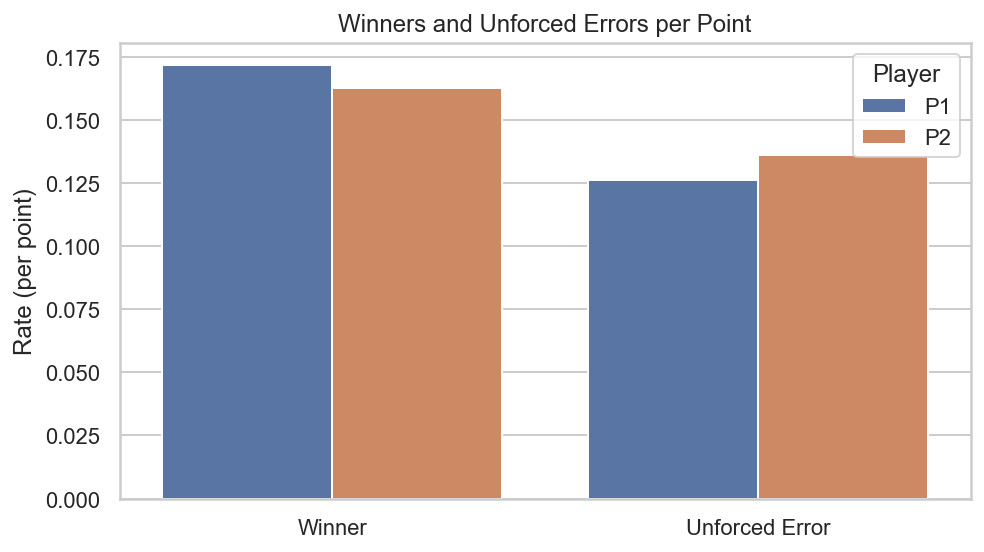 Winners and Unforced Errors per Point
Rate (per point)
0.175
0.150
0.125
0.100
0.075
0.050
0.025
0.000
Player
P1
P2
Winner
Unforced Error